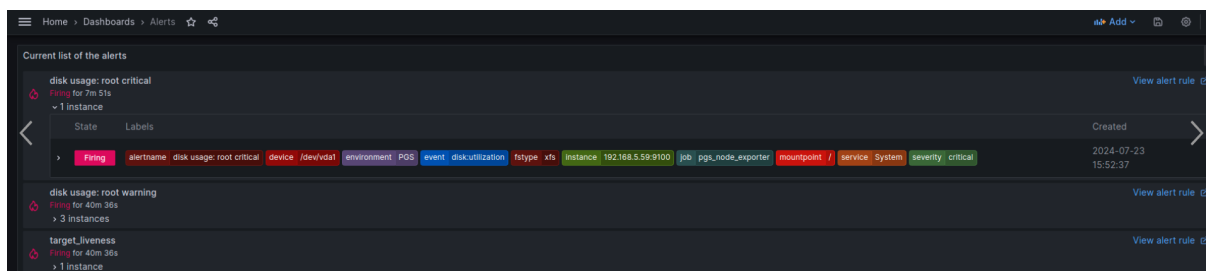 Home › Dashboards › Alerts
Add
Current list of the alerts
disk usage: root critical
View alert rule
Firing for 7m 51s
1 instance
State Labels Created
Firing alertname disk usage: root critical device /dev/vda1 environment PGS event disk:utilization fstype xfs instance 192.168.5.59:9100 job pgs_node_exporter mountpoint / service System severity critical
2024-07-23
15:52:37
disk usage: root warning
View alert rule
Firing for 40m 36s
3 instances
target_liveness
View alert rule
Firing for 40m 36s
1 instance